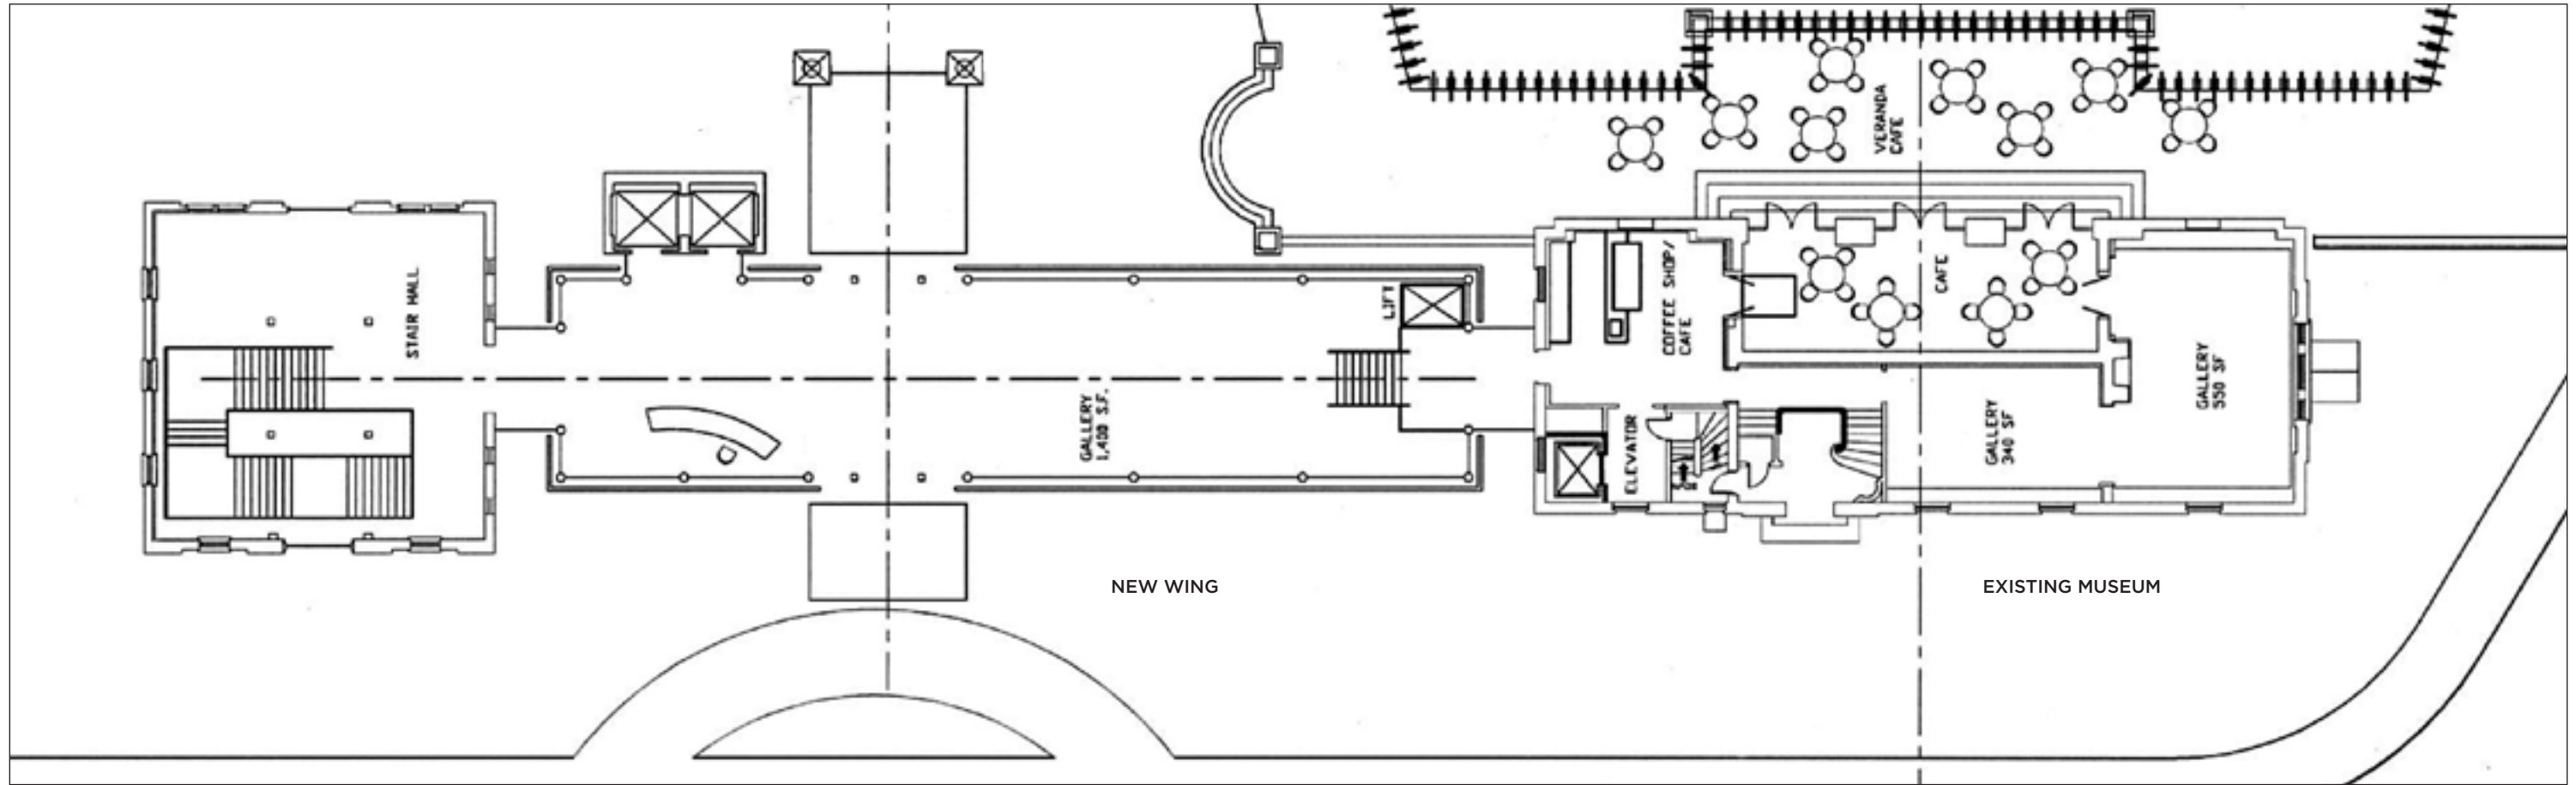 VERANDA
CAFE
STAIR HALL
LIFT
COFFEE SHOP/
CAFE
CAFE
GALLERY
1,400 S.F.
ELEVATOR
GALLERY
340 SF
GALLERY
550 SF
NEW WING
EXISTING MUSEUM